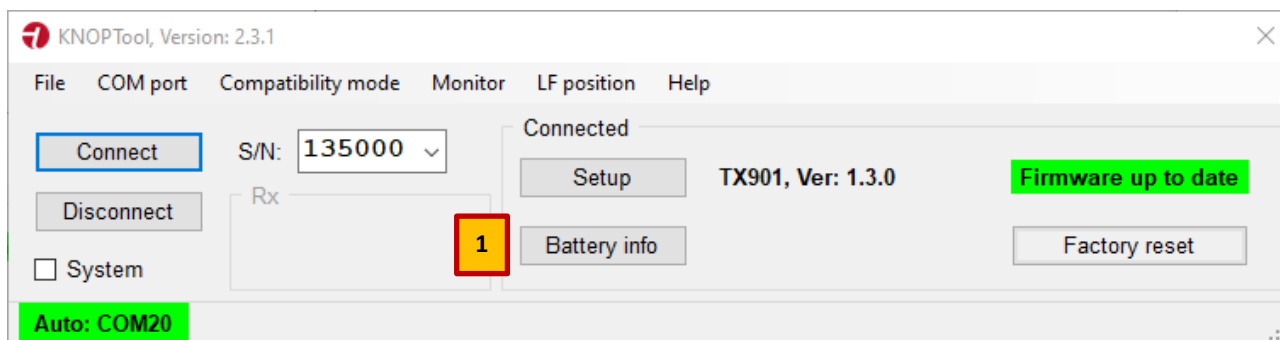 KNOPTool, Version: 2.3.1
File COM port Compatibility mode Monitor LF position Help
Connect S/N: 135000
Disconnect
System
Rx
Connected
Setup TX901, Ver: 1.3.0 Firmware up to date
1 Battery info Factory reset
Auto: COM20